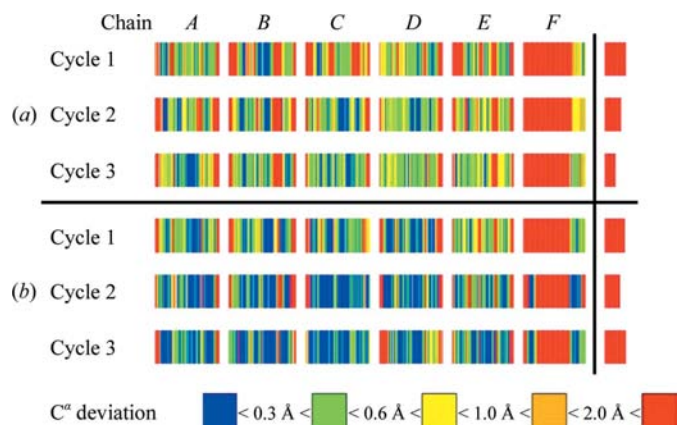 Chain A B C D E F
Cycle 1
(a) Cycle 2
Cycle 3
Cycle 1
(b) Cycle 2
Cycle 3
Cα deviation < 0.3 Å < < 0.6 Å < < 1.0 Å < < 2.0 Å <